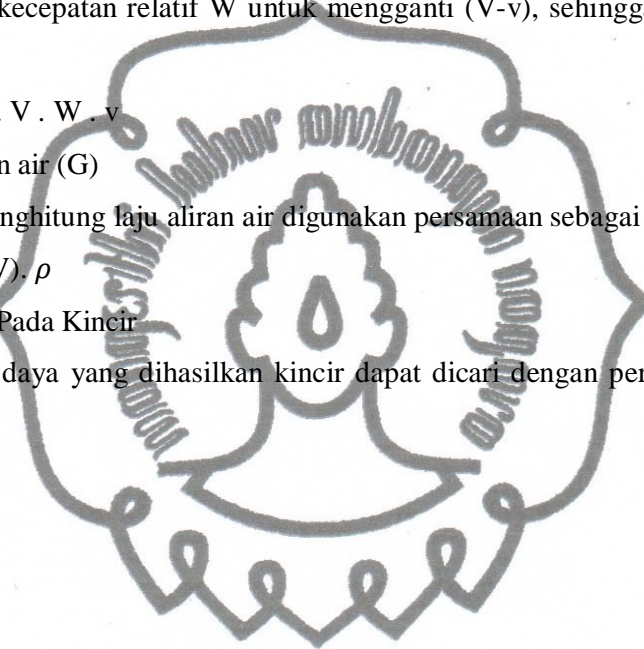 kecepatan relatif W untuk mengganti (V-v), sehingg
. V . W . v
n air (G)
nghitung laju aliran air digunakan persamaan sebagai
). ρ
Pada Kincir
daya yang dihasilkan kincir dapat dicari dengan per